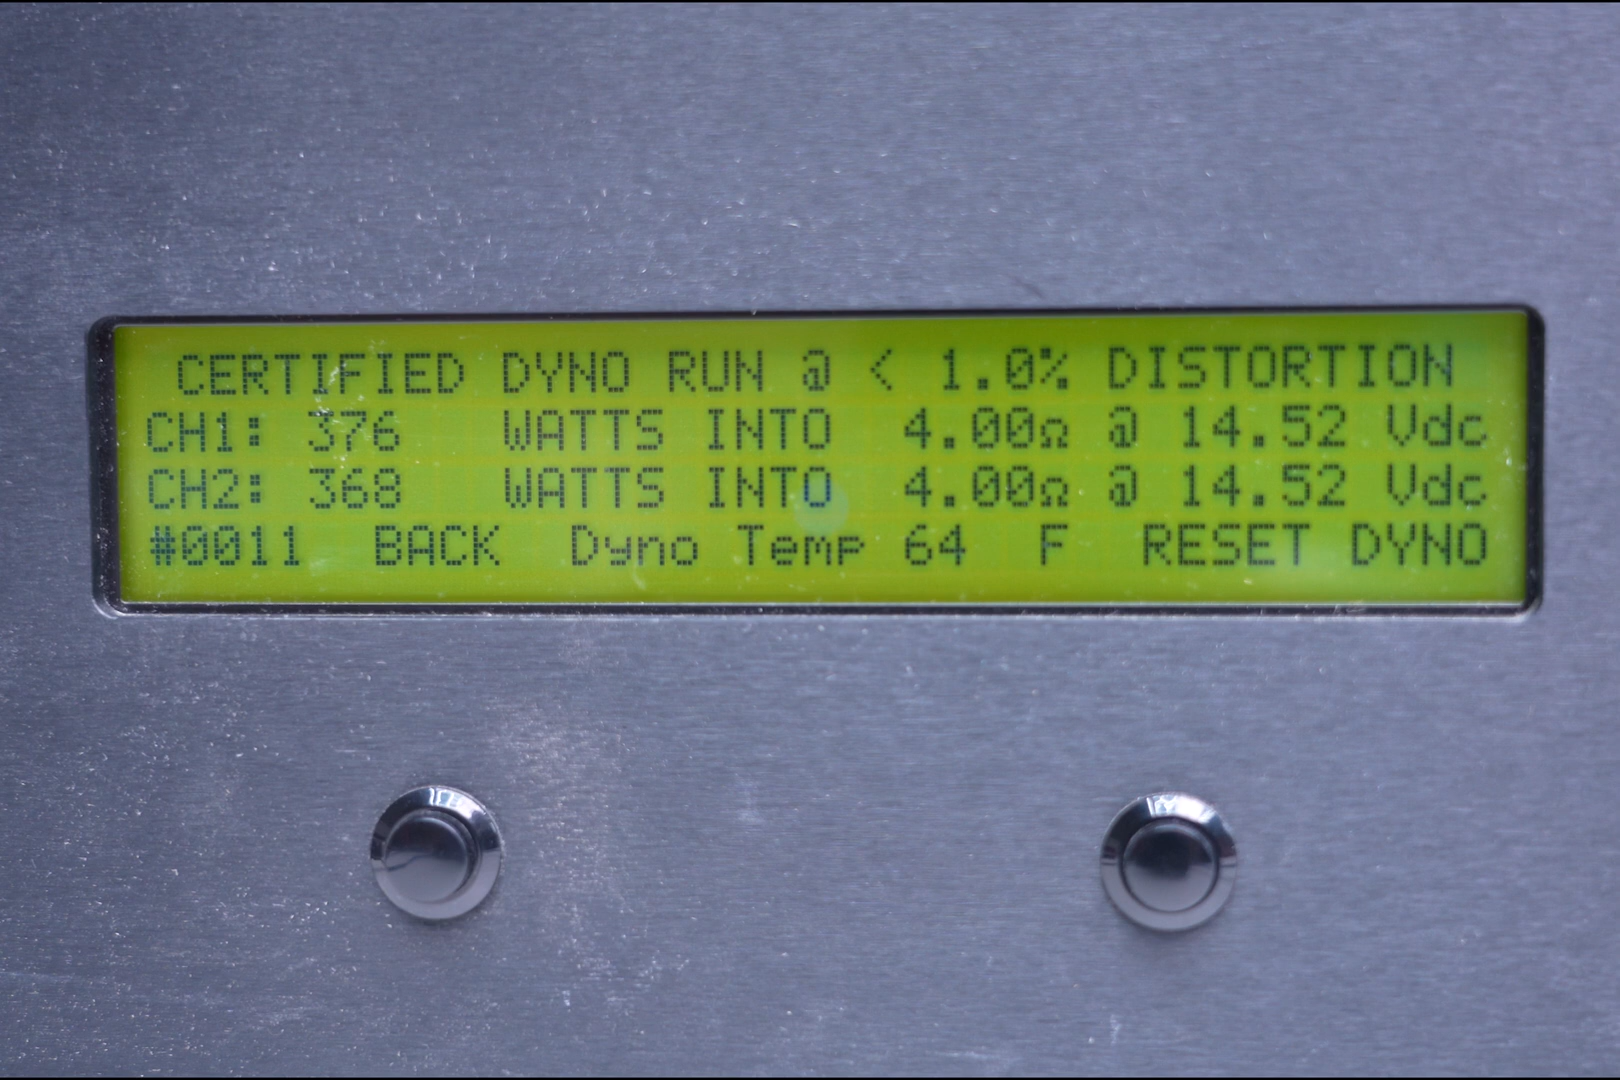 CERTIFIED DYNO RUN @ < 1.0% DISTORTION
CH1: 376 WATTS INTO 4.00Ω @ 14.52 Vdc
CH2: 368 WATTS INTO 4.00Ω @ 14.52 Vdc
#0011 BACK Dyno Temp 64 F RESET DYNO